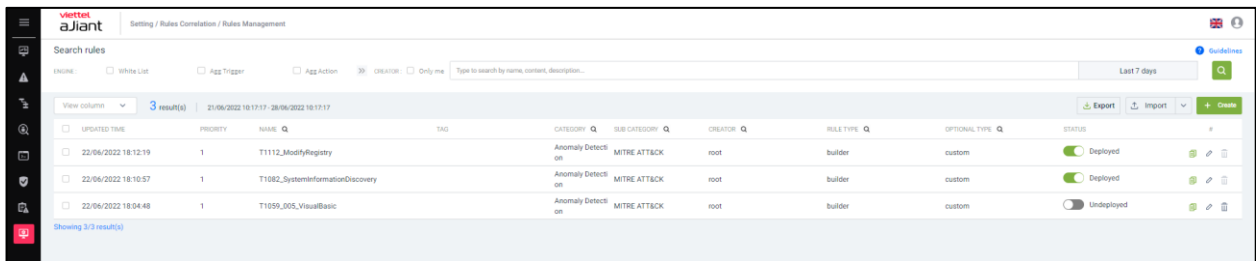 viettel
aJiant
Setting / Rules Correlation / Rules Management
Search rules
Guidelines
ENGINE : White List Agg Trigger Agg Action CREATOR : Only me Type to search by name, content, description... Last 7 days
View column 3 result(s) 21/06/2022 10:17:17 - 28/06/2022 10:17:17 Export Import + Create
UPDATED TIME PRIORITY NAME TAG CATEGORY SUB CATEGORY CREATOR RULE TYPE OPTIONAL TYPE STATUS #
22/06/2022 18:12:19 1 T1112_ModifyRegistry Anomaly Detecti MITRE ATT&CK root builder custom Deployed
on
22/06/2022 18:10:57 1 T1082_SystemInformationDiscovery Anomaly Detecti MITRE ATT&CK root builder custom Deployed
on
22/06/2022 18:04:48 1 T1059_005_VisualBasic Anomaly Detecti MITRE ATT&CK root builder custom Undeployed
on
Showing 3/3 result(s)